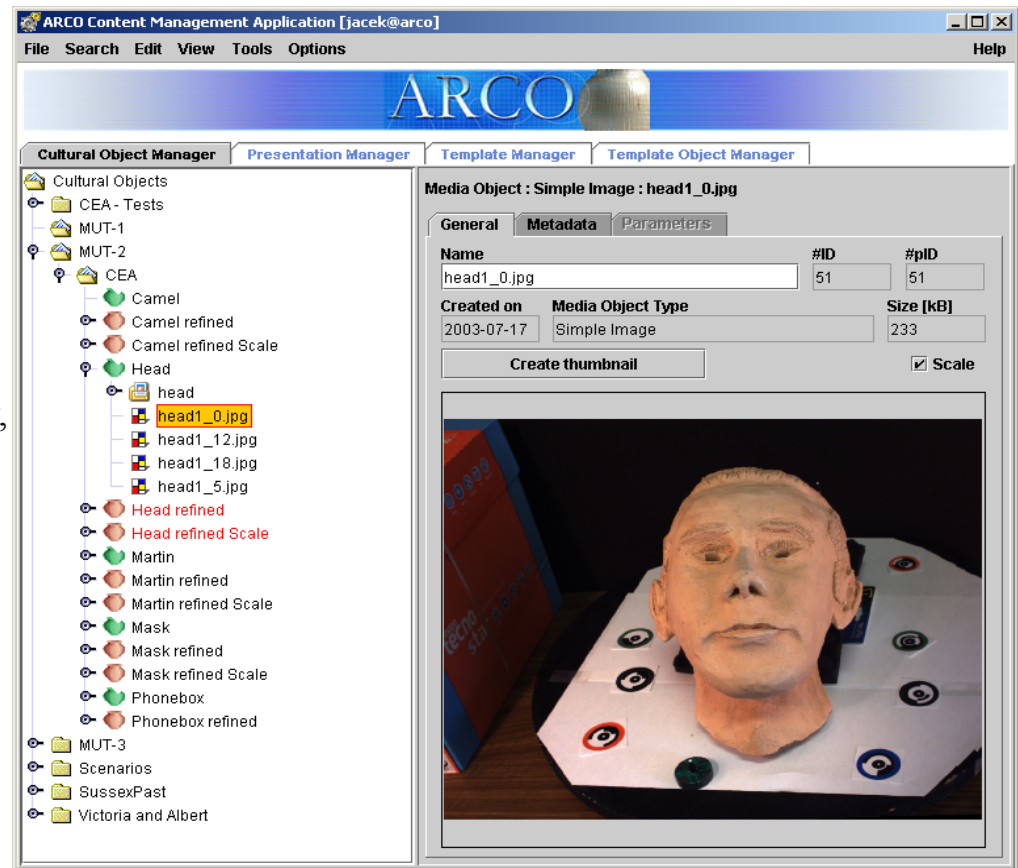 ARCO Content Management Application [jacek@arco]
File Search Edit View Tools Options Help
ARCO
Cultural Object Manager Presentation Manager Template Manager Template Object Manager
Cultural Objects
CEA - Tests
MUT-1
MUT-2
CEA
Camel
Camel refined
Camel refined Scale
Head
head
head1_0.jpg
,
head1_12.jpg
head1_18.jpg
head1_5.jpg
Head refined
Head refined Scale
Martin
Martin refined
Martin refined Scale
Mask
Mask refined
Mask refined Scale
Phonebox
Phonebox refined
MUT-3
Scenarios
SussexPast
Victoria and Albert
Media Object : Simple Image : head1_0.jpg
General Metadata Parameters
Name #ID #pID
head1_0.jpg 51 51
Created on Media Object Type Size [kB]
2003-07-17 Simple Image 233
Create thumbnail Scale
tecno
sta